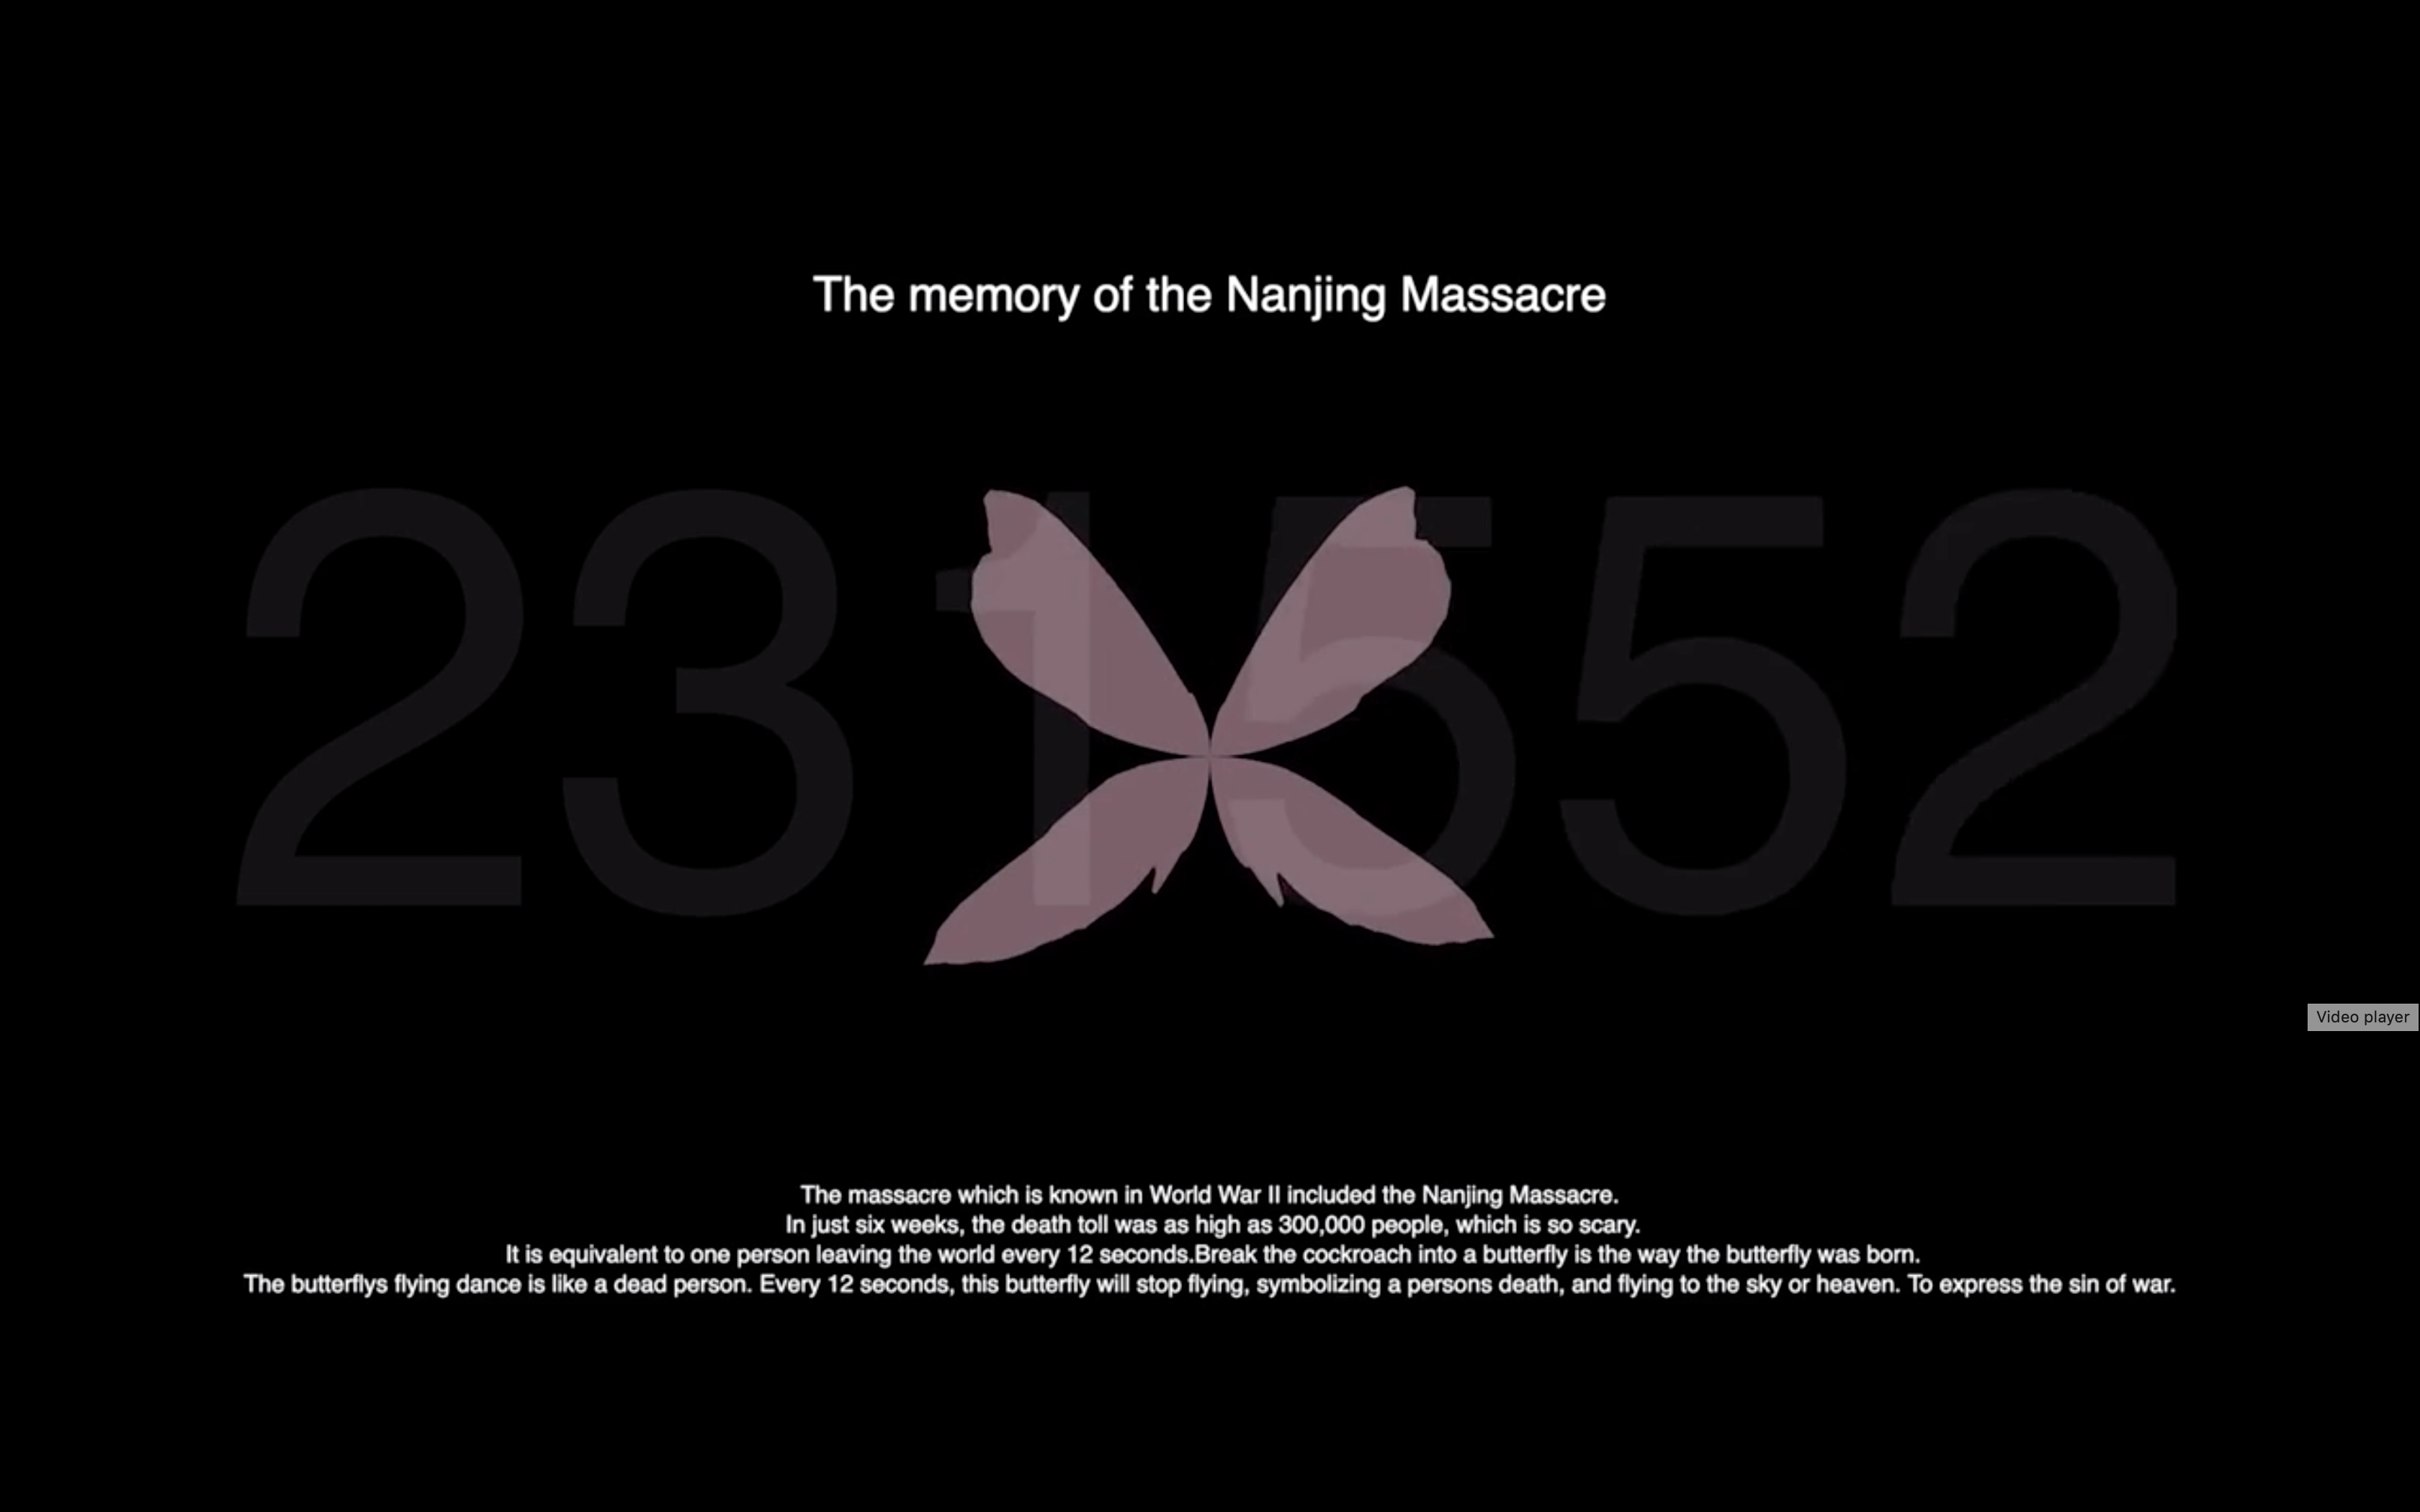 The memory of the Nanjing Massacre
231552
Video player
The massacre which is known in World War II included the Nanjing Massacre.
In just six weeks, the death toll was as high as 300,000 people, which is so scary.
It is equivalent to one person leaving the world every 12 seconds.Break the cockroach into a butterfly is the way the butterfly was born.
The butterflys flying dance is like a dead person. Every 12 seconds, this butterfly will stop flying, symbolizing a persons death, and flying to the sky or heaven. To express the sin of war.